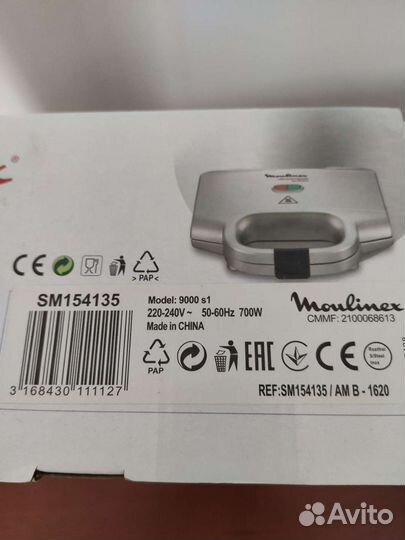 Moulinex
PAP
SM154135
Model: 9000 s1
220-240V ~ 50-60Hz 700W
Made in CHINA
Moulinex
CMMF: 2100068613
3 168430 111127
PAP
EAC
REF:SM154135 / AM B - 1620
Avito